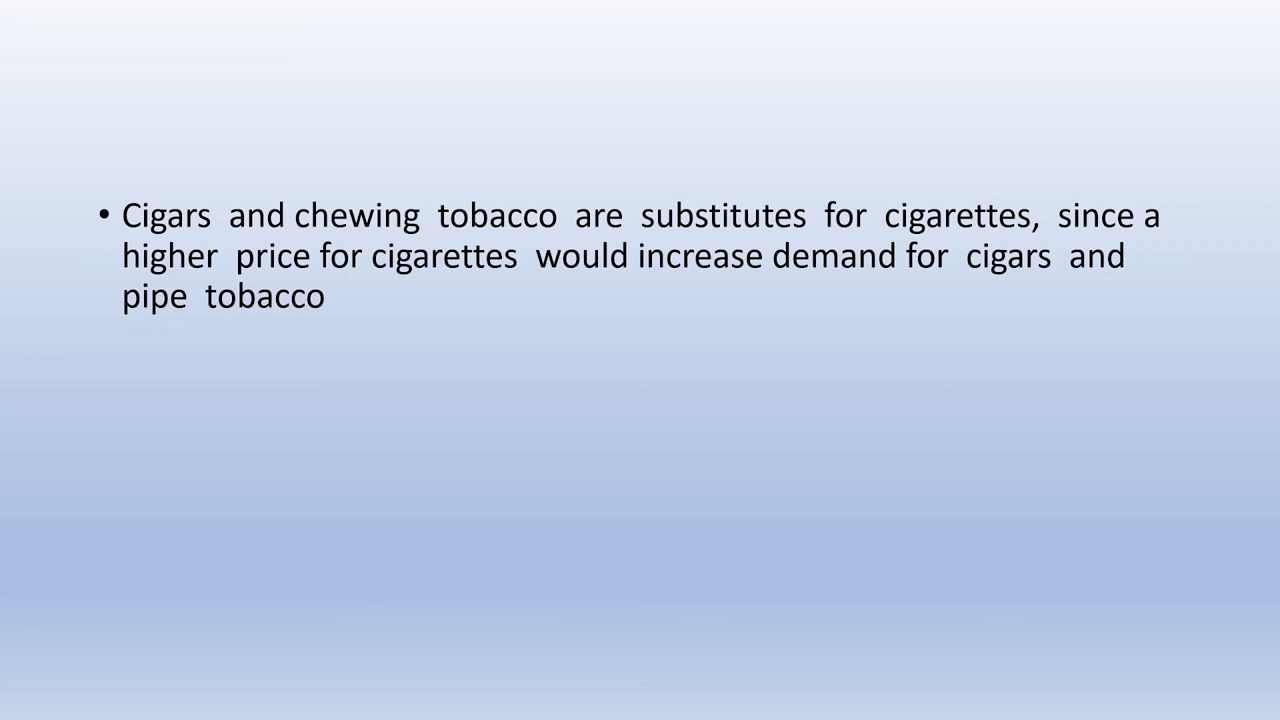 • Cigars  and chewing  tobacco  are  substitutes  for  cigarettes,  since a
higher  price for cigarettes  would increase demand for  cigars  and
pipe  tobacco